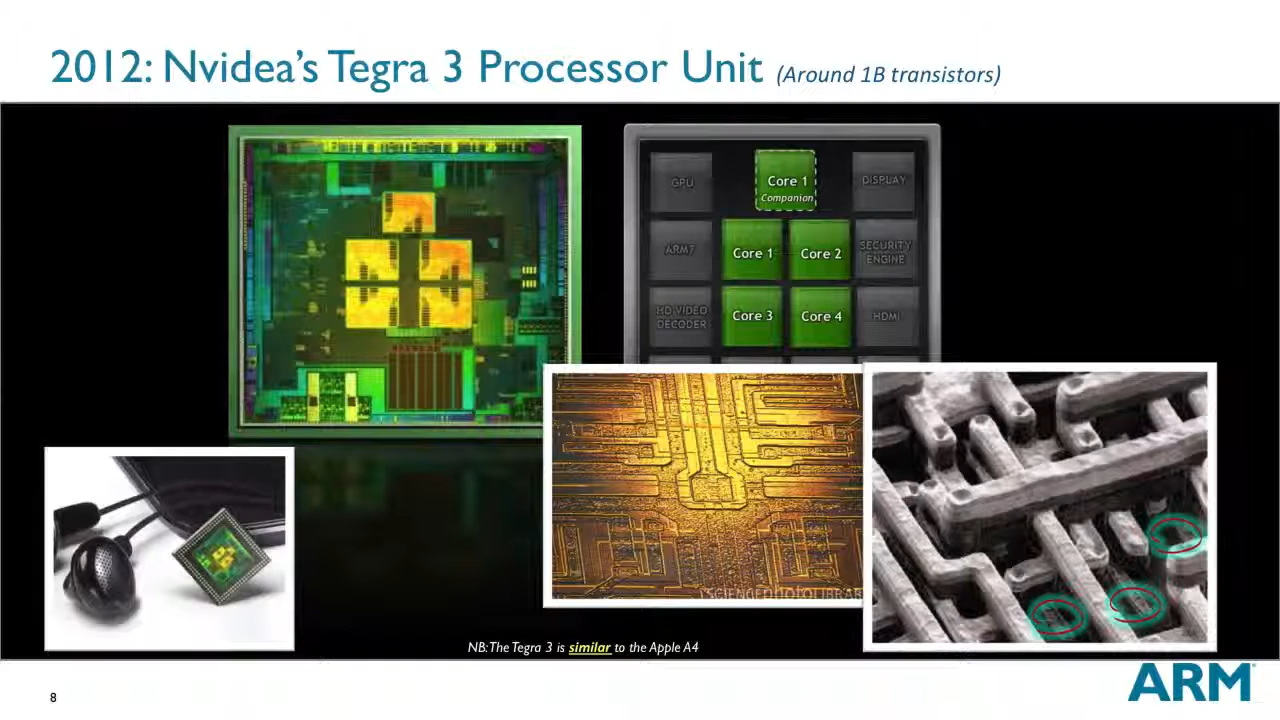 2012: Nvidea's Tegra 3 Processor Unit (Around 1B transistors)
GPU
Core 1
Companion
DISPLAY
ARM7
Core 1
Core 2
SECURITY
ENGINE
HD VIDEO
DECODER
Core 3
Core 4
HDMI
SCIENCEphotoLIBRAR
NB: The Tegra 3 is similar to the Apple A4
8
ARM